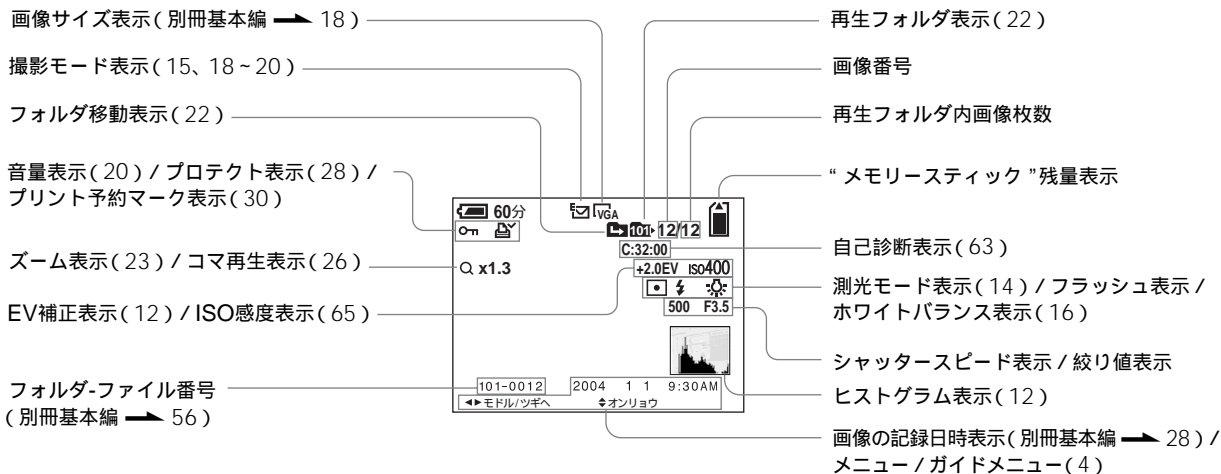 画像サイズ表示（別冊基本編 ➞ 18）
撮影モード表示（15、18~20）
フォルダ移動表示（22）
音量表示（20）/ プロテクト表示（28）/
プリント予約マーク表示（30）
ズーム表示（23）/ コマ再生表示（26）
EV補正表示（12）/ ISO感度表示（65）
フォルダ-ファイル番号
（別冊基本編 ➞ 56）
60分
E
VGA
101
12/12
C:32:00
x1.3
+2.0EV ISO400
500 F3.5
101-0012
2004 1 1 9:30AM
◀▶モドル/ツギヘ
◆オンリョウ
再生フォルダ表示（22）
画像番号
再生フォルダ内画像枚数
“メモリースティック”残量表示
自己診断表示（63）
測光モード表示（14）/ フラッシュ表示 /
ホワイトバランス表示（16）
シャッタースピード表示 / 絞り値表示
ヒストグラム表示（12）
画像の記録日時表示（別冊基本編 ➞ 28）/
メニュー / ガイドメニュー（4）